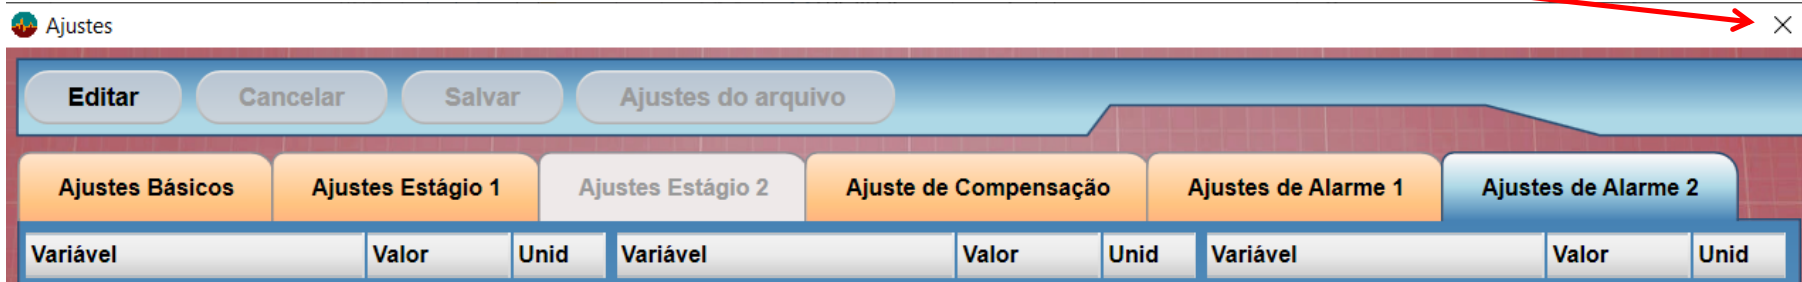 Ajustes
Editar Cancelar Salvar Ajustes do arquivo
Ajustes Básicos Ajustes Estágio 1 Ajustes Estágio 2 Ajuste de Compensação Ajustes de Alarme 1 Ajustes de Alarme 2
Variável Valor Unid Variável Valor Unid Variável Valor Unid